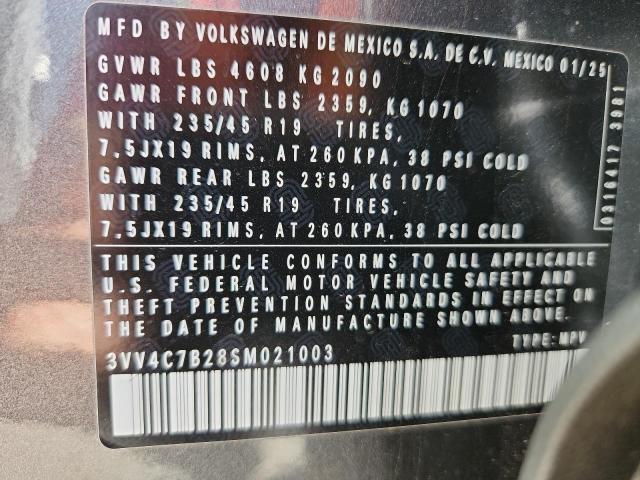 MFD BY VOLKSWAGEN DE MEXICO S.A. DE C.V. MEXICO 01/25
GVWR LBS 4608 KG 2090
GAWR FRONT LBS 2359, KG 1070
WITH 235/45 R19 TIRES,
7,5JX19 RIMS, AT 260 KPA, 38 PSI COLD
GAWR REAR LBS 2359, KG 1070
WITH 235/45 R19 TIRES,
7,5JX19 RIMS, AT 260 KPA, 38 PSI COLD
0310417 3981
THIS VEHICLE CONFORMS TO ALL APPLICABLE
U.S. FEDERAL MOTOR VEHICLE SAFETY AND
THEFT PREVENTION STANDARDS IN EFFECT ON
THE DATE OF MANUFACTURE SHOWN ABOVE.
3VV4C7B28SM021003 TYPE: MPV